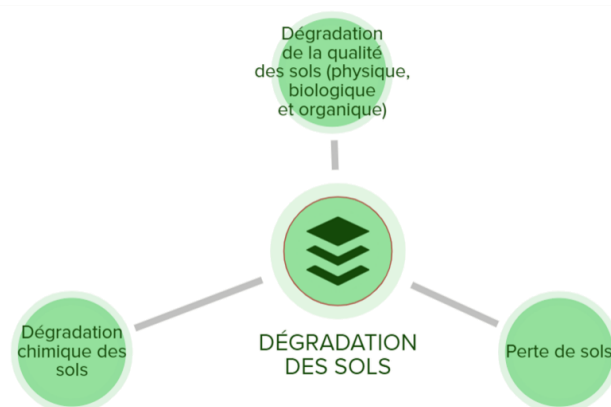 Dégradation
de la qualité
des sols (physique,
biologique
et organique)
DÉGRADATION
DES SOLS
Dégradation
chimique des
sols
Perte de sols